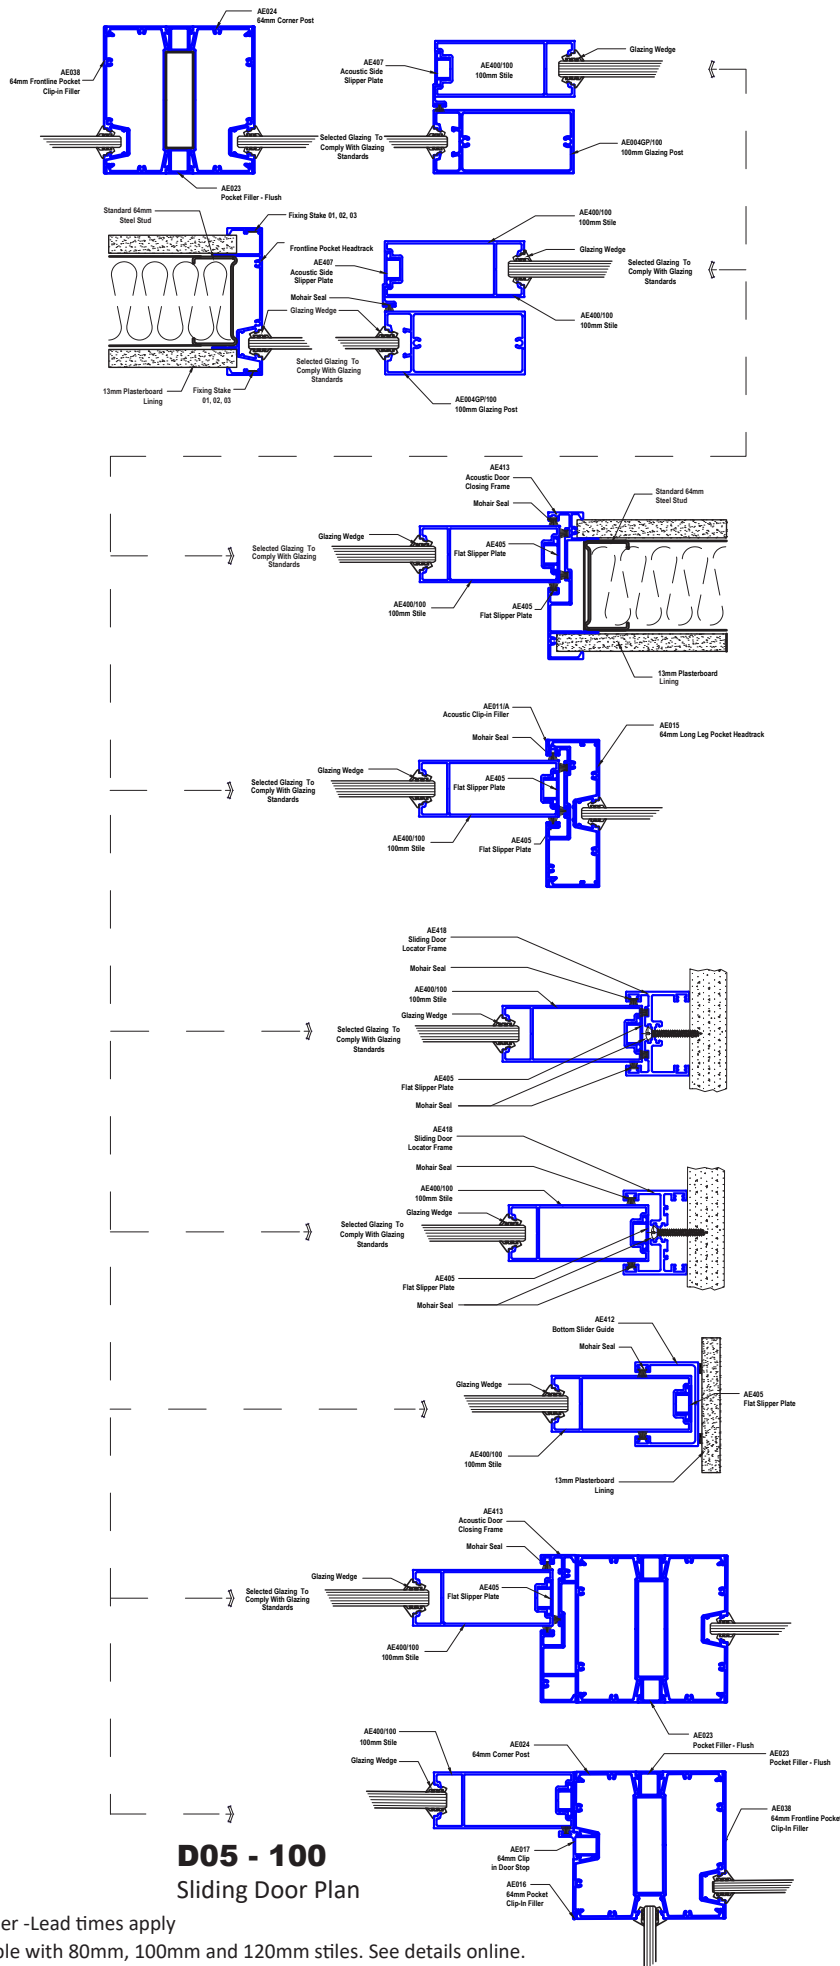 AE024
64mm Corner Post
AE038
64mm Frontline Pocket
Clip-in Filler
AE407
Acoustic Side
Slipper Plate
AE400/100
100mm Stile
Glazing Wedge
Selected Glazing To
Comply With Glazing
Standards
AE004GP/100
100mm Glazing Post
AE023
Pocket Filler - Flush
Standard 64mm
Steel Stud
Fixing Stake 01, 02, 03
Frontline Pocket Headtrack
AE407
Acoustic Side
Slipper Plate
Mohair Seal
Glazing Wedge
AE400/100
100mm Stile
Glazing Wedge
Selected Glazing To
Comply With Glazing
Standards
AE400/100
100mm Stile
Selected Glazing To
Comply With Glazing
Standards
13mm Plasterboard
Lining
Fixing Stake
01, 02, 03
AE004GP/100
100mm Glazing Post
AE413
Acoustic Door
Closing Frame
Mohair Seal
Standard 64mm
Steel Stud
Glazing Wedge
Selected Glazing To
Comply With Glazing
Standards
AE405
Flat Slipper Plate
AE400/100
100mm Stile
AE405
Flat Slipper Plate
13mm Plasterboard
Lining
AE011/A
Acoustic Clip-in Filler
Mohair Seal
AE015
64mm Long Leg Pocket Headtrack
Glazing Wedge
Selected Glazing To
Comply With Glazing
Standards
AE405
Flat Slipper Plate
AE400/100
100mm Stile
AE405
Flat Slipper Plate
AE418
Sliding Door
Locator Frame
Mohair Seal
AE400/100
100mm Stile
Glazing Wedge
Selected Glazing To
Comply With Glazing
Standards
AE405
Flat Slipper Plate
Mohair Seal
AE418
Sliding Door
Locator Frame
Mohair Seal
AE400/100
100mm Stile
Glazing Wedge
Selected Glazing To
Comply With Glazing
Standards
AE405
Flat Slipper Plate
Mohair Seal
AE412
Bottom Slider Guide
Mohair Seal
Glazing Wedge
AE405
Flat Slipper Plate
AE400/100
100mm Stile
13mm Plasterboard
Lining
AE413
Acoustic Door
Closing Frame
Mohair Seal
Glazing Wedge
Selected Glazing To
Comply With Glazing
Standards
AE405
Flat Slipper Plate
AE400/100
100mm Stile
AE023
Pocket Filler - Flush
AE400/100
100mm Stile
Glazing Wedge
AE024
64mm Corner Post
AE023
Pocket Filler - Flush
AE038
64mm Frontline Pocket
Clip-In Filler
AE017
64mm Clip
in Door Stop
AE016
64mm Pocket
Clip-In Filler
D05 - 100
Sliding Door Plan
er -Lead times apply
ple with 80mm, 100mm and 120mm stiles. See details online.